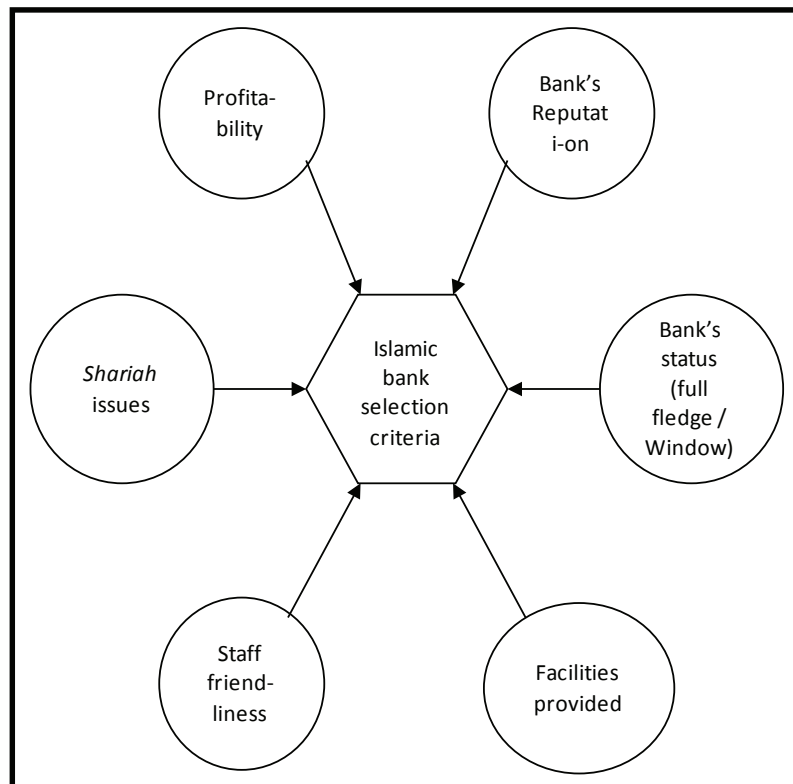 Profita-
bility
Bank's
Reputat
i-on
Shariah
issues
Islamic
bank
selection
criteria
Bank's
status
(full
fledge /
Window)
Staff
friend-
liness
Facilities
provided